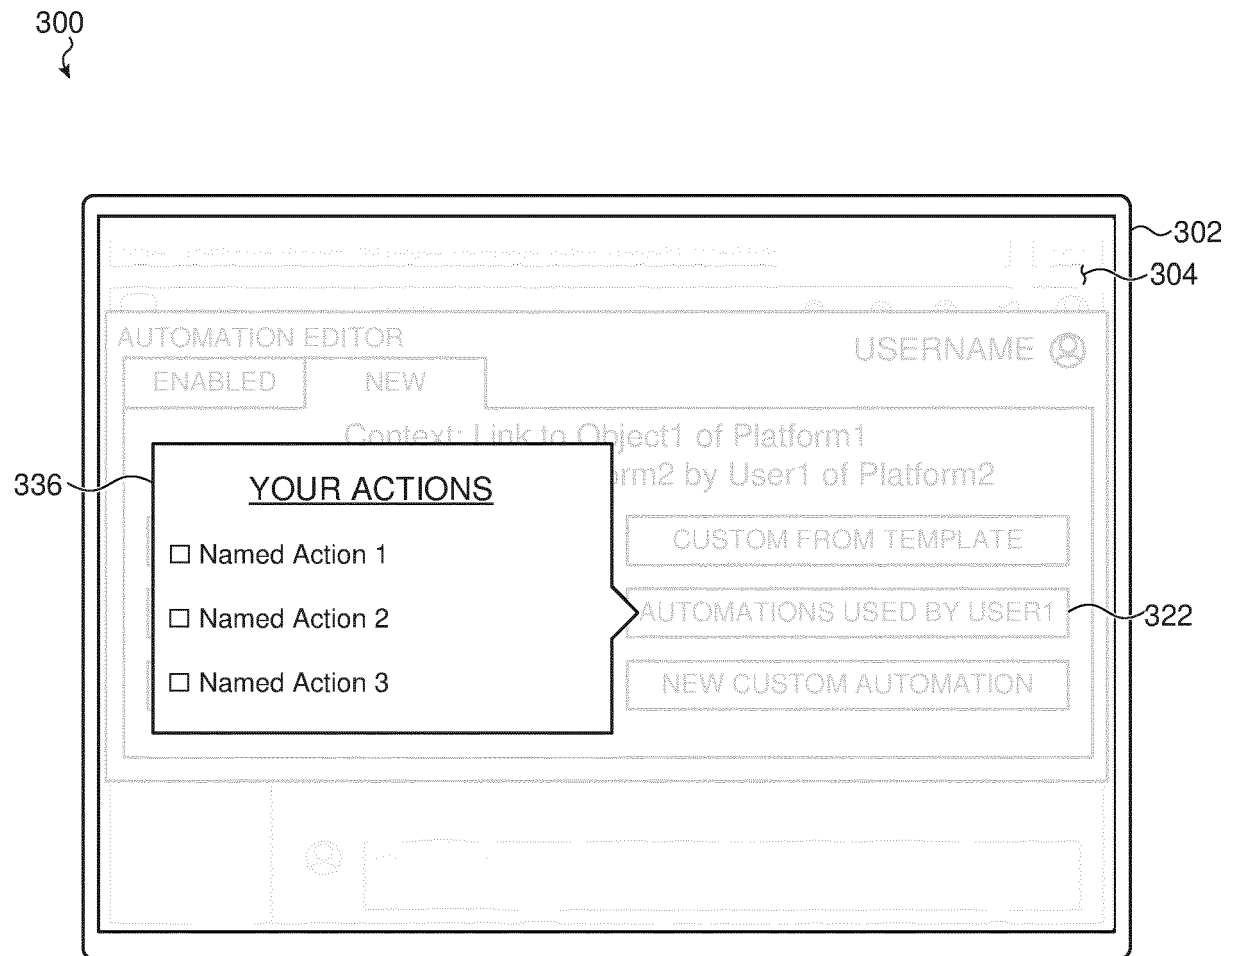 300
302
304
AUTOMATION EDITOR
USERNAME
ENABLED
NEW
Context: Link to Object1 of Platform1
orm2 by User1 of Platform2
336
YOUR ACTIONS
Named Action 1
Named Action 2
Named Action 3
CUSTOM FROM TEMPLATE
AUTOMATIONS USED BY USER1
322
NEW CUSTOM AUTOMATION